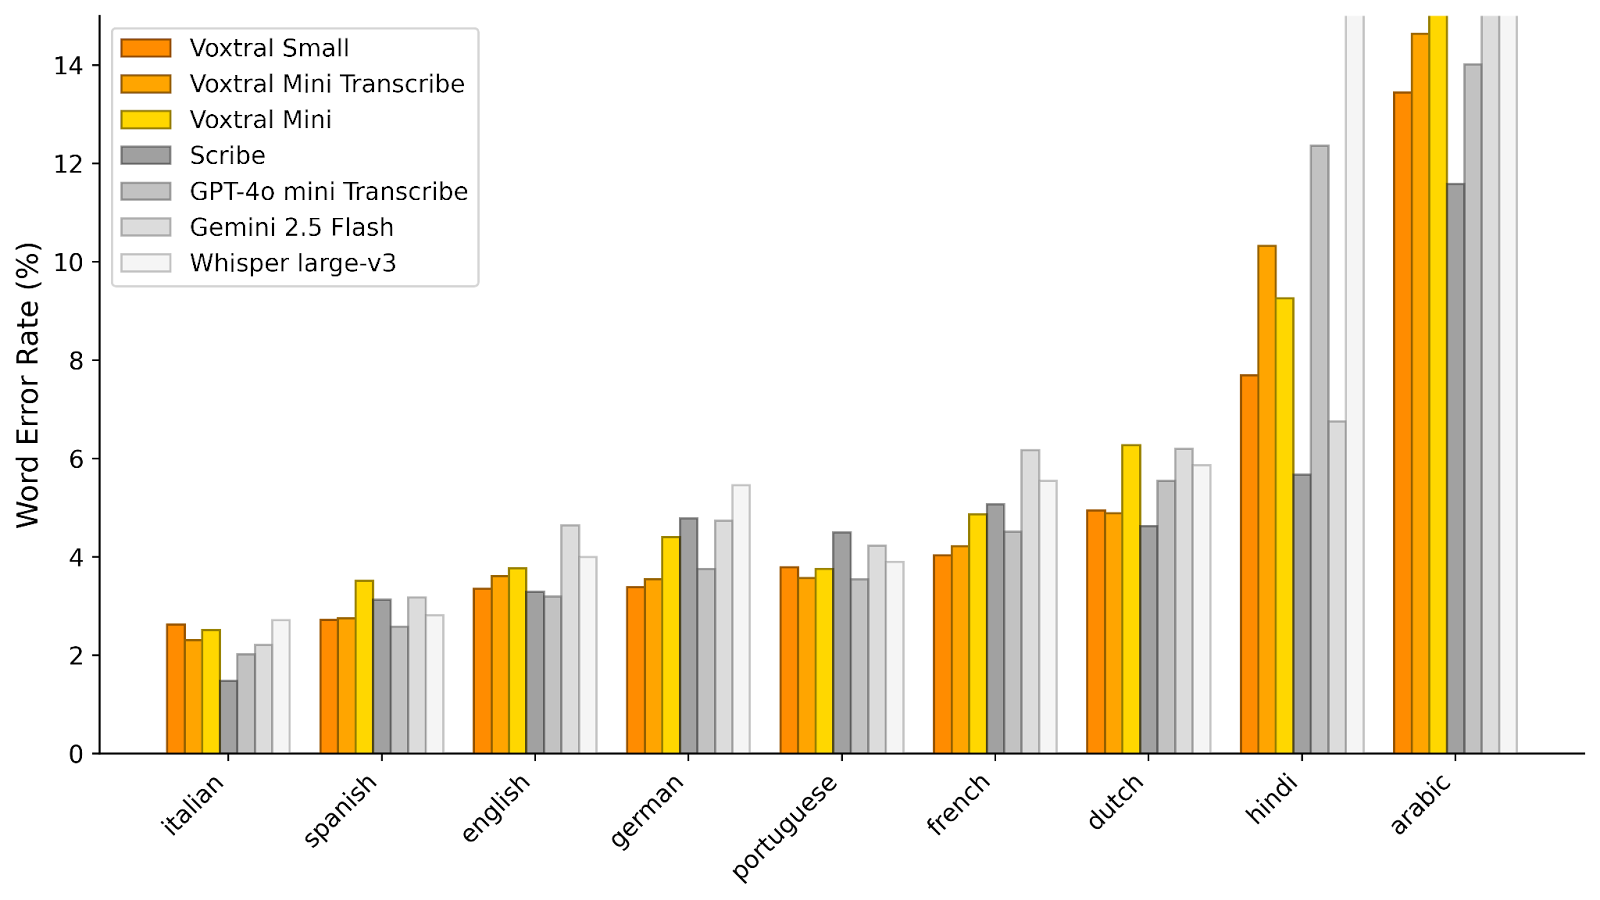 Voxtral Small
Voxtral Mini Transcribe
Voxtral Mini
Scribe
GPT-4o mini Transcribe
Gemini 2.5 Flash
Whisper large-v3
Word Error Rate (%)
14
12
10
8
6
4
2
0
italian
spanish
english
german
portuguese
french
dutch
hindi
arabic